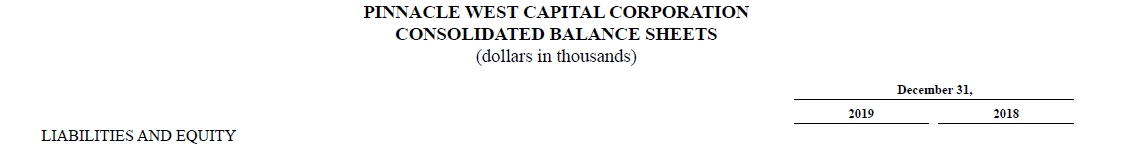 PINNACLE WEST CAPITAL CORPORATION
CONSOLIDATED BALANCE SHEETS
(dollars in thousands)
December 31,
2019 2018
LIABILITIES AND EQUITY